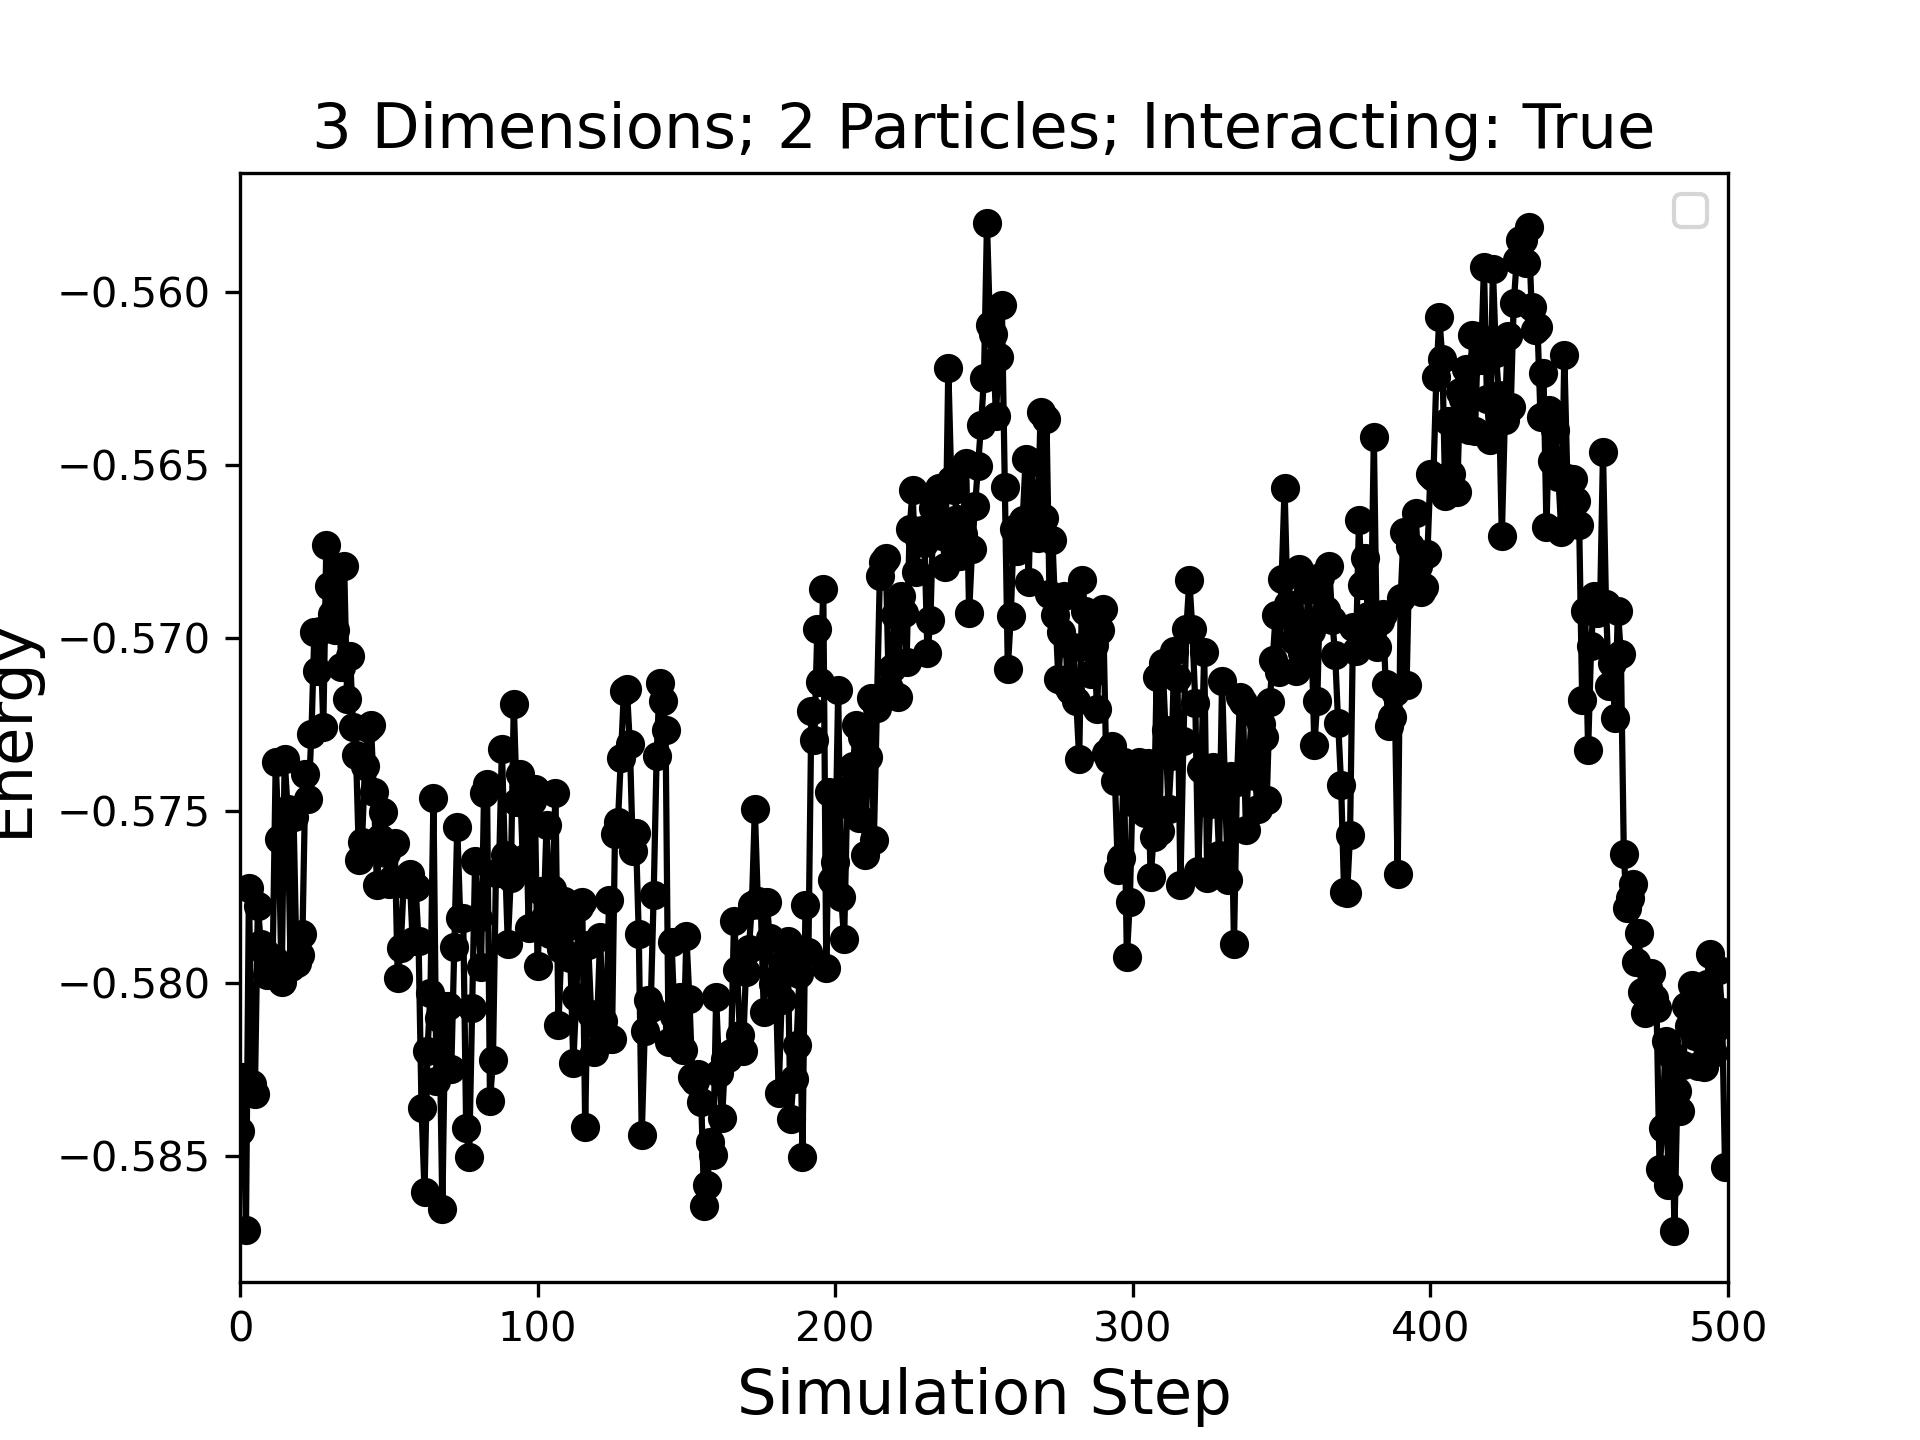 3 Dimensions; 2 Particles; Interacting: True
Energy
−0.560
−0.565
−0.570
−0.575
−0.580
−0.585
0 100 200 300 400 500
Simulation Step